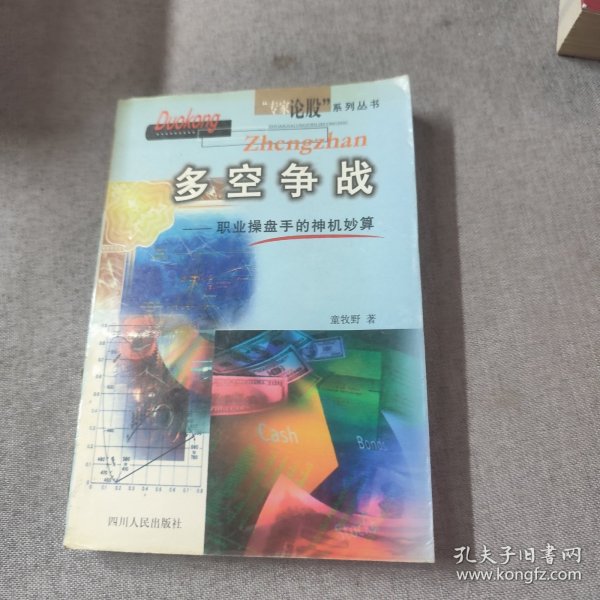 “专家论股”系列丛书
Duokong
Zhengzhan
多空争战
——职业操盘手的神机妙算
童牧野 著
Cash
Bonds
四川人民出版社
孔夫子旧书网
www.kongfz.com